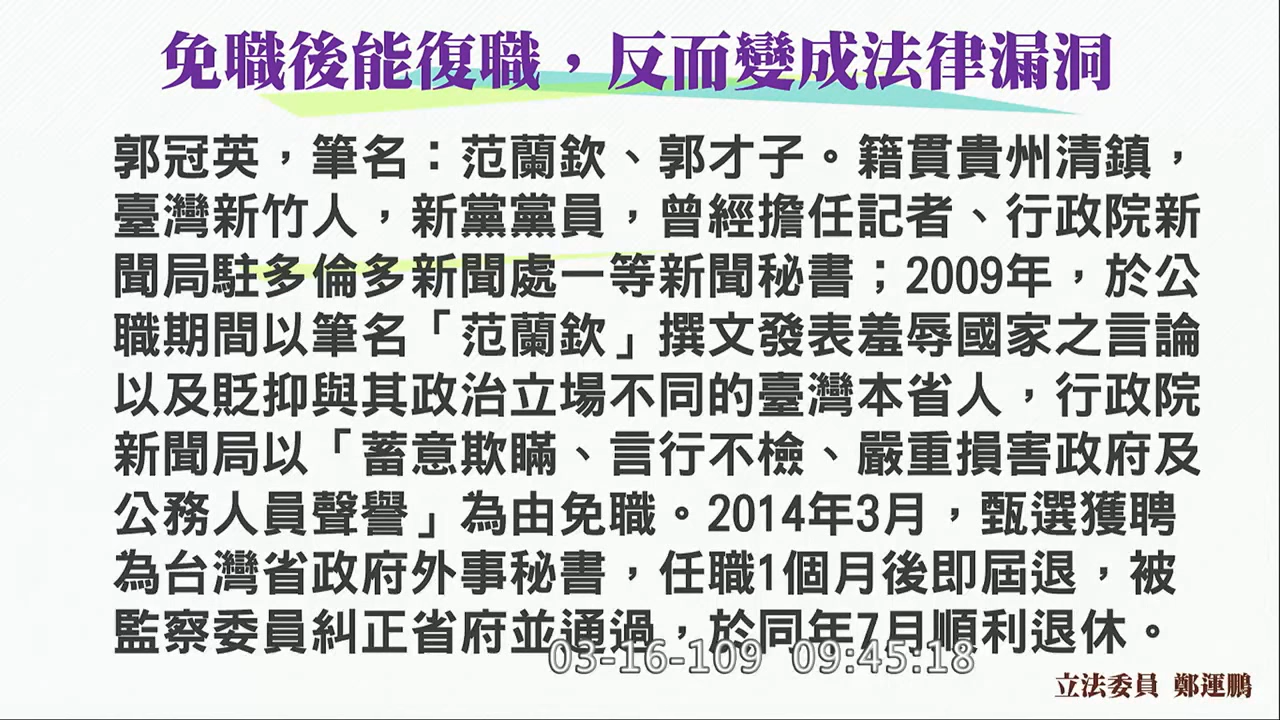 免職後能復職，反而變成法律漏洞
郭冠英，筆名：范蘭欽、郭才子。籍貫貴州清鎮，
臺灣新竹人，新黨黨員，曾經擔任記者、行政院新
聞局駐多倫多新聞處一等新聞秘書；2009年，於公
職期間以筆名「范蘭欽」撰文發表羞辱國家之言論
以及貶抑與其政治立場不同的臺灣本省人，行政院
新聞局以「蓄意欺瞞、言行不檢、嚴重損害政府及
公務人員聲譽」為由免職。2014年3月，甄選獲聘
為台灣省政府外事秘書，任職1個月後即屆退，被
監察委員糾正省府並通過，於同年7月順利退休。
03-16-109 09:45:18
立法委員 鄭運鵬